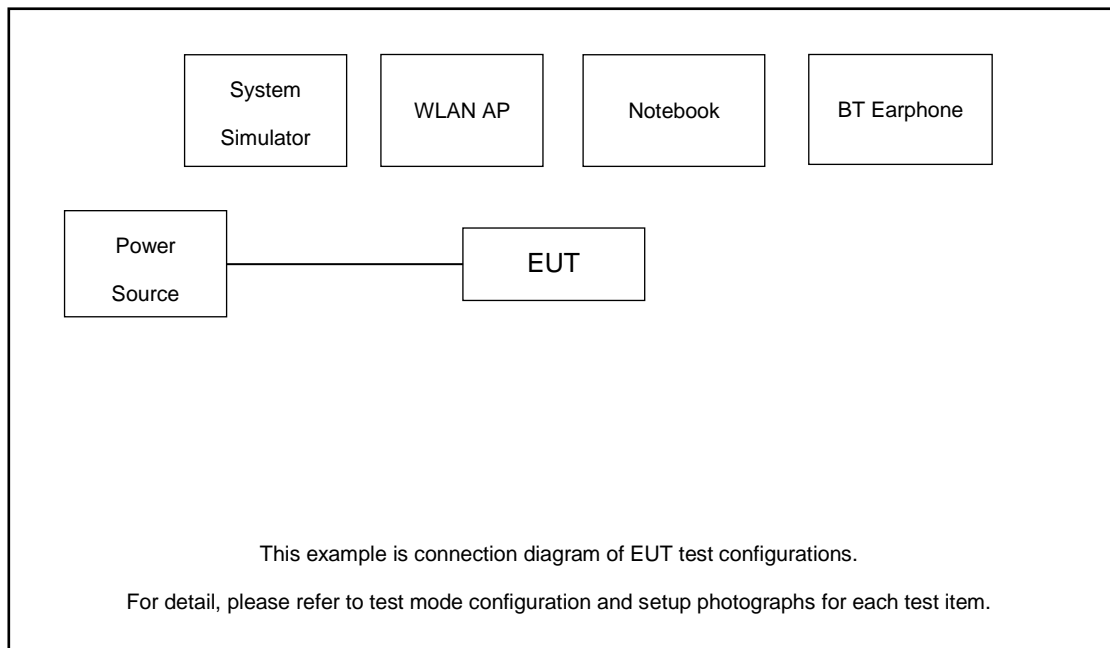 System
Simulator
WLAN AP
Notebook
BT Earphone
Power
Source
EUT
This example is connection diagram of EUT test configurations.
For detail, please refer to test mode configuration and setup photographs for each test item.